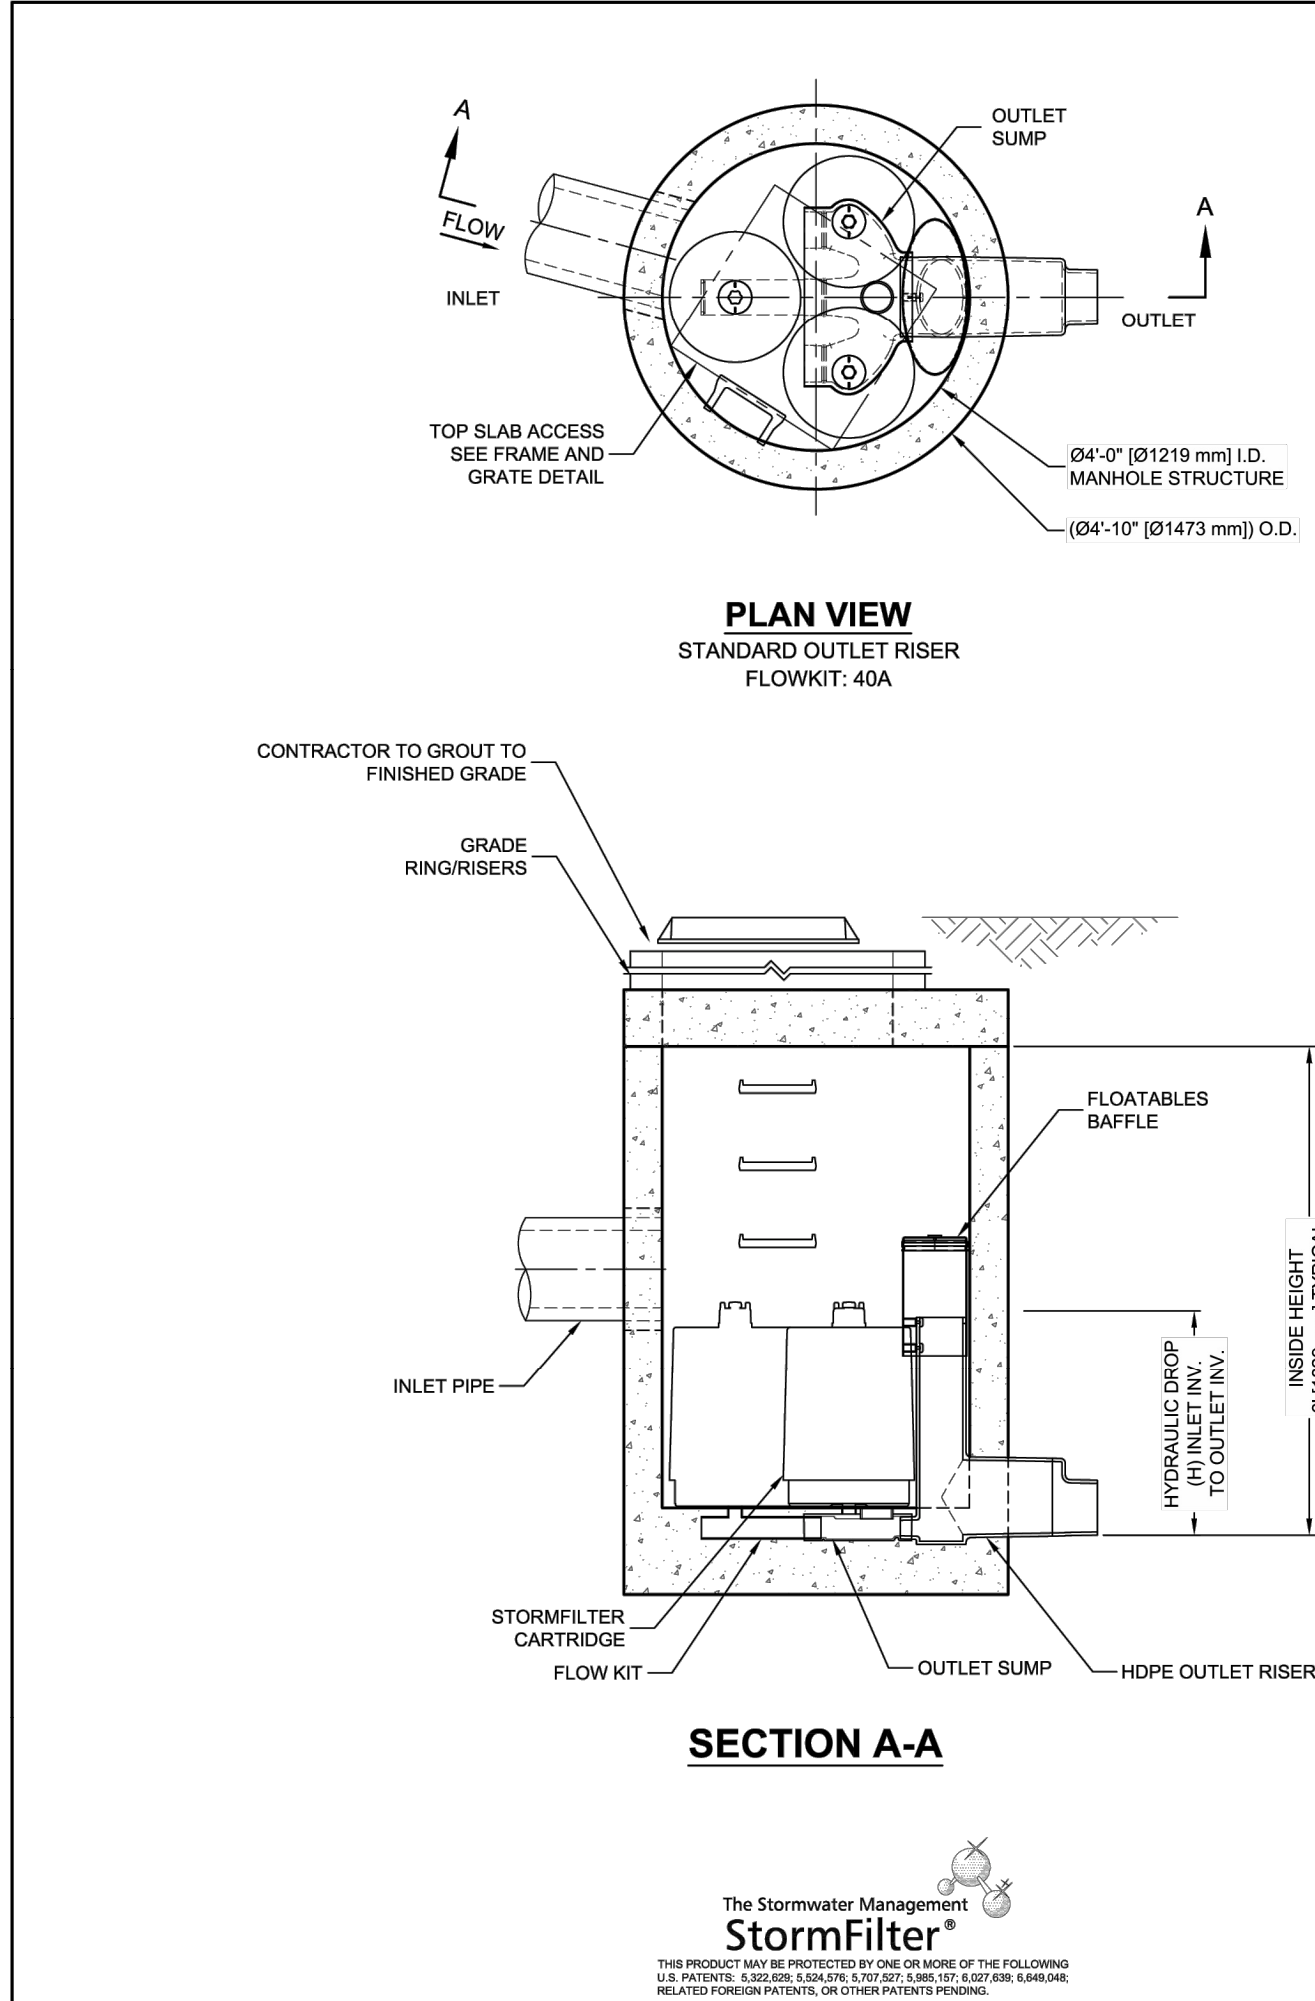 A
OUTLET
SUMP
FLOW
INLET
A
OUTLET
TOP SLAB ACCESS
SEE FRAME AND
GRATE DETAIL
Ø4'-0" [Ø1219 mm] I.D.
MANHOLE STRUCTURE
(Ø4'-10" [Ø1473 mm]) O.D.
PLAN VIEW
STANDARD OUTLET RISER
FLOWKIT: 40A
CONTRACTOR TO GROUT TO
FINISHED GRADE
GRADE
RING/RISERS
FLOATABLES
BAFFLE
INLET PIPE
HYDRAULIC DROP
(H) INLET INV.
TO OUTLET INV.
INSIDE HEIGHT
STORMFILTER
CARTRIDGE
FLOW KIT
OUTLET SUMP
HDPE OUTLET RISER
SECTION A-A
The Stormwater Management
StormFilter®
THIS PRODUCT MAY BE PROTECTED BY ONE OR MORE OF THE FOLLOWING
U.S. PATENTS: 5,322,629; 5,524,576; 5,707,527; 5,985,157; 6,027,639; 6,649,048;
RELATED FOREIGN PATENTS, OR OTHER PATENTS PENDING.